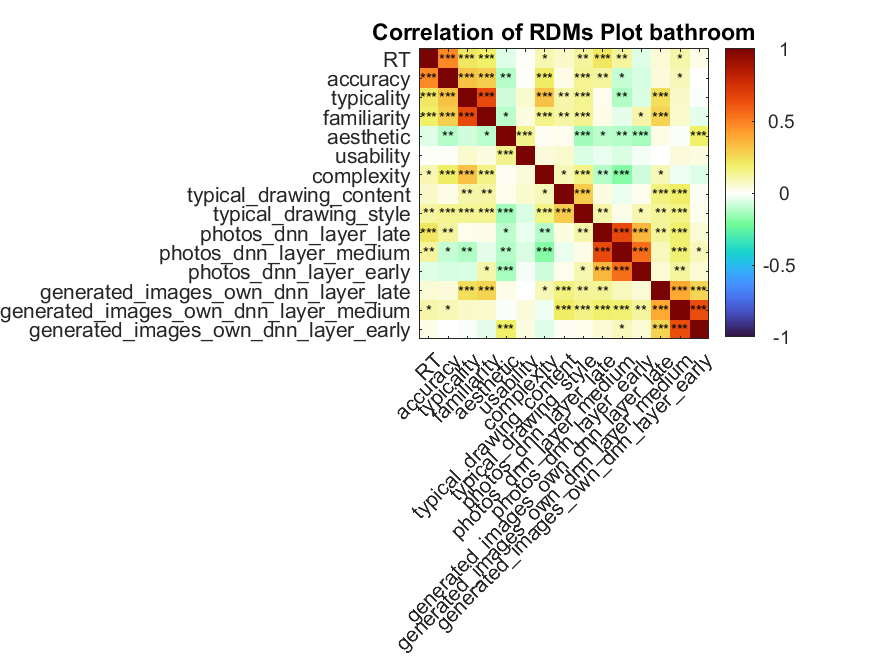 Correlation of RDMs Plot bathroom
RT
accuracy
typicality
familiarity
aesthetic
usability
complexity
typical_drawing_content
typical_drawing_style
photos_dnn_layer_late
photos_dnn_layer_medium
photos_dnn_layer_early
generated_images_own_dnn_layer_late
generated_images_own_dnn_layer_medium
generated_images_own_dnn_layer_early
RT
accuracy
typicality
familiarity
aesthetic
usability
complexity
typical_drawing_content
typical_drawing_style
photos_dnn_layer_late
photos_dnn_layer_medium
photos_dnn_layer_early
generated_images_own_dnn_layer_late
generated_images_own_dnn_layer_medium
generated_images_own_dnn_layer_early
1
0.5
0
-0.5
-1